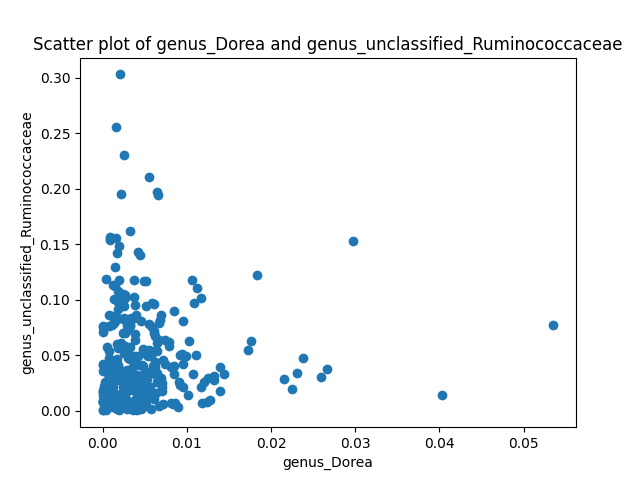 Scatter plot of genus_Dorea and genus_unclassified_Ruminococcaceae
genus_unclassified_Ruminococcaceae
0.30
0.25
0.20
0.15
0.10
0.05
0.00
0.00 0.01 0.02 0.03 0.04 0.05
genus_Dorea